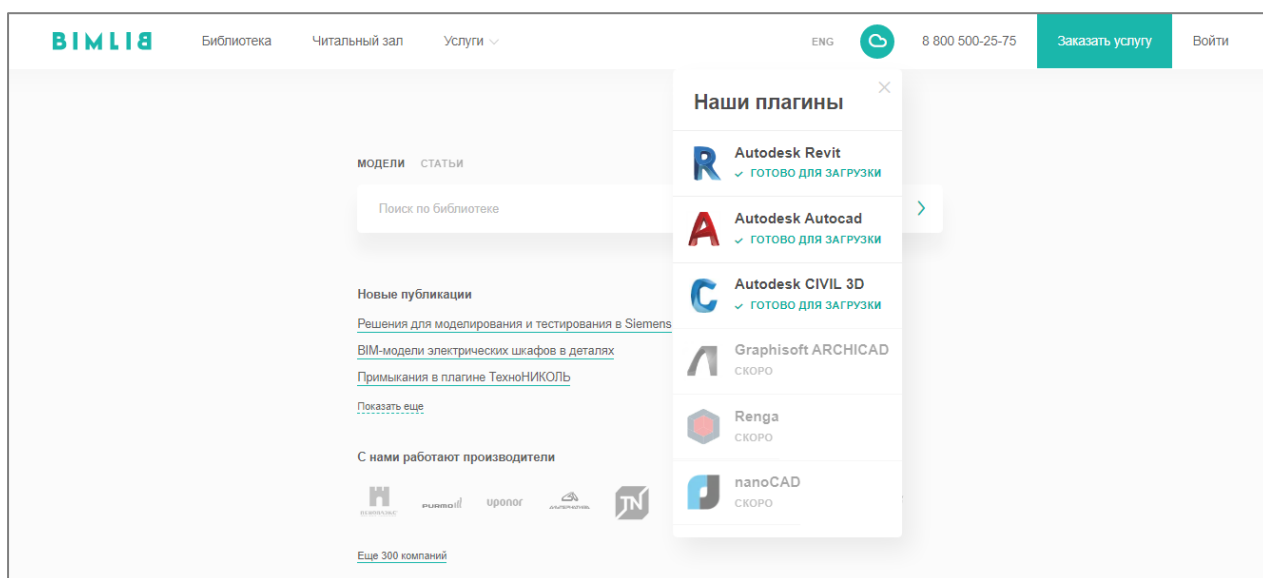 BIMLIB
Библиотека
Читальный зал
Услуги
ENG
8 800 500-25-75
Заказать услугу
Войти
Наши плагины
Autodesk Revit
ГОТОВО ДЛЯ ЗАГРУЗКИ
Autodesk Autocad
ГОТОВО ДЛЯ ЗАГРУЗКИ
Autodesk CIVIL 3D
ГОТОВО ДЛЯ ЗАГРУЗКИ
Graphisoft ARCHICAD
СКОРО
Renga
СКОРО
nanoCAD
СКОРО
МОДЕЛИ СТАТЬИ
Поиск по библиотеке
Новые публикации
Решения для моделирования и тестирования в Siemens
BIM-модели электрических шкафов в деталях
Примыкания в плагине ТехноНИКОЛЬ
Показать еще
С нами работают производители
PURMO
uponor
TN
Еще 300 компаний